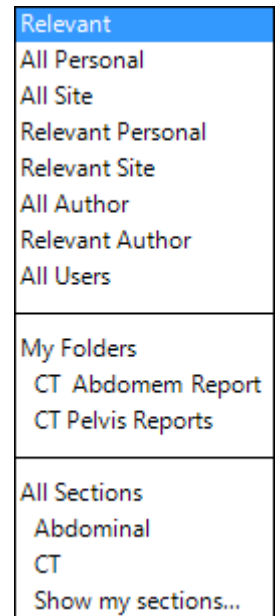 Relevant
All Personal
All Site
Relevant Personal
Relevant Site
All Author
Relevant Author
All Users
My Folders
CT Abdomem Report
CT Pelvis Reports
All Sections
Abdominal
CT
Show my sections...